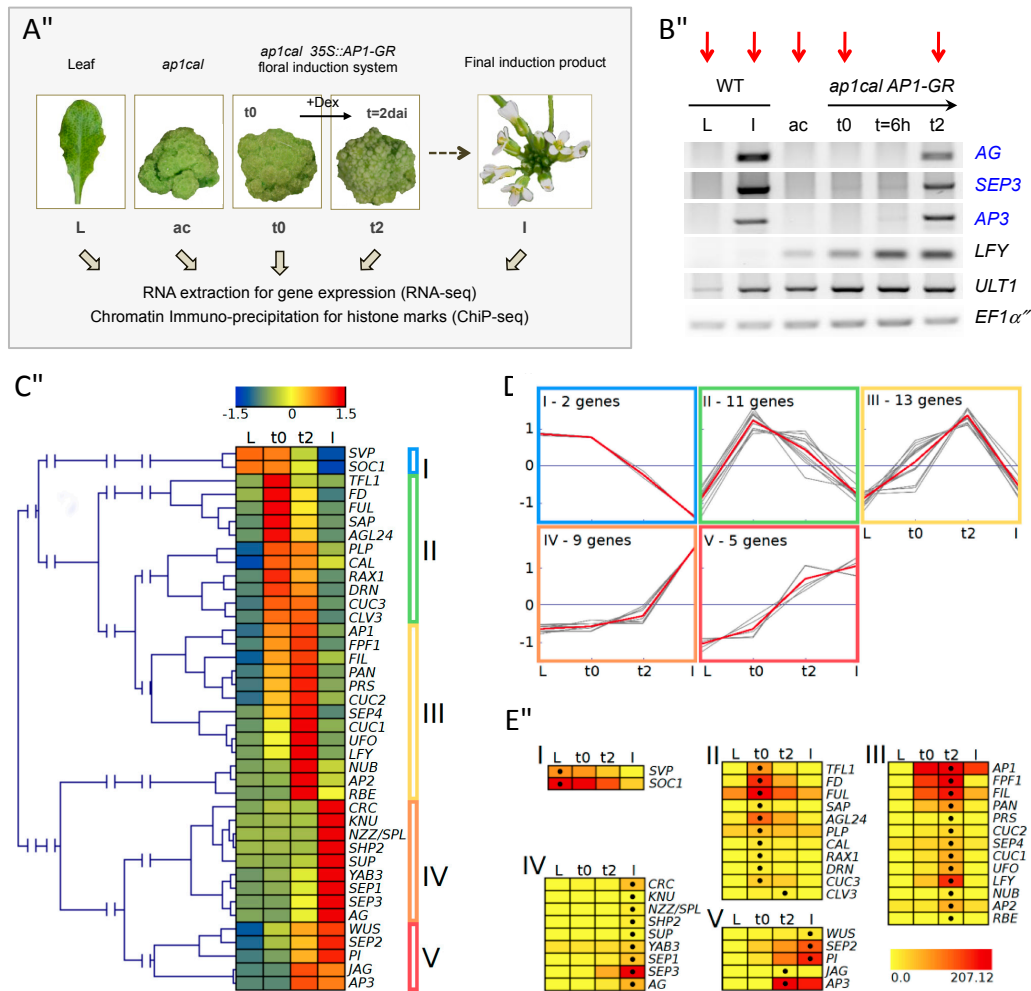 A"
Leaf
ap1cal
ap1cal 35S::AP1-GR
floral induction system
Final induction product
t0
+Dex
t=2dai
L
ac
t0
t2
I
RNA extraction for gene expression (RNA-seq)
Chromatin Immuno-precipitation for histone marks (ChiP-seq)
B"
WT
ap1cal AP1-GR
L I ac t0 t=6h t2
AG
SEP3
AP3
LFY
ULT1
EF1α"
C"
-1.5 0 1.5
L t0 t2 I
SVP
SOC1
TFL1
FD
FUL
SAP
AGL24
PLP
CAL
RAX1
DRN
CUC3
CLV3
AP1
FPF1
FIL
PAN
PRS
CUC2
SEP4
CUC1
UFO
LFY
NUB
AP2
RBE
CRC
KNU
NZZ/SPL
SHP2
SUP
YAB3
SEP1
SEP3
AG
WUS
SEP2
PI
JAG
AP3
I
II
III
IV
V
I - 2 genes
II - 11 genes
III - 13 genes
1
0
-1
IV - 9 genes
V - 5 genes
1
0
-1
L t0 t2 I
L t0 t2 I
L t0 t2 I
E"
I
L t0 t2 I
SVP
SOC1
II
L t0 t2 I
TFL1
FD
FUL
SAP
AGL24
PLP
CAL
RAX1
DRN
CUC3
CLV3
III
L t0 t2 I
AP1
FPF1
FIL
PAN
PRS
CUC2
SEP4
CUC1
UFO
LFY
NUB
AP2
RBE
IV
L t0 t2 I
CRC
KNU
NZZ/SPL
SHP2
SUP
YAB3
SEP1
SEP3
AG
V
L t0 t2 I
WUS
SEP2
PI
JAG
AP3
0.0 207.12